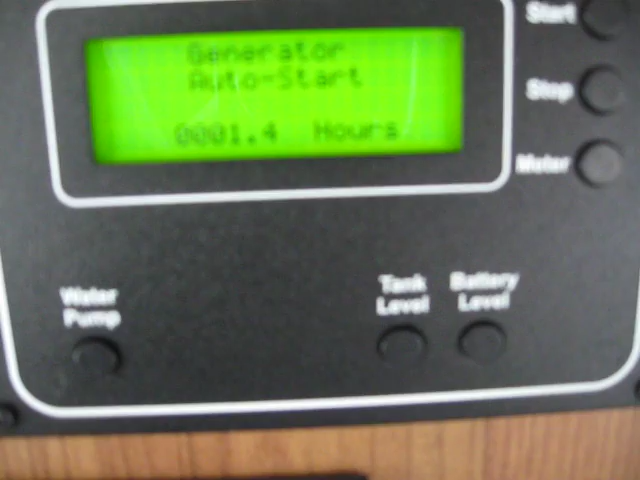 Generator
Auto-Start
0001.4 Hours
Start
Stop
Meter
Water
Pump
Tank
Level
Battery
Level